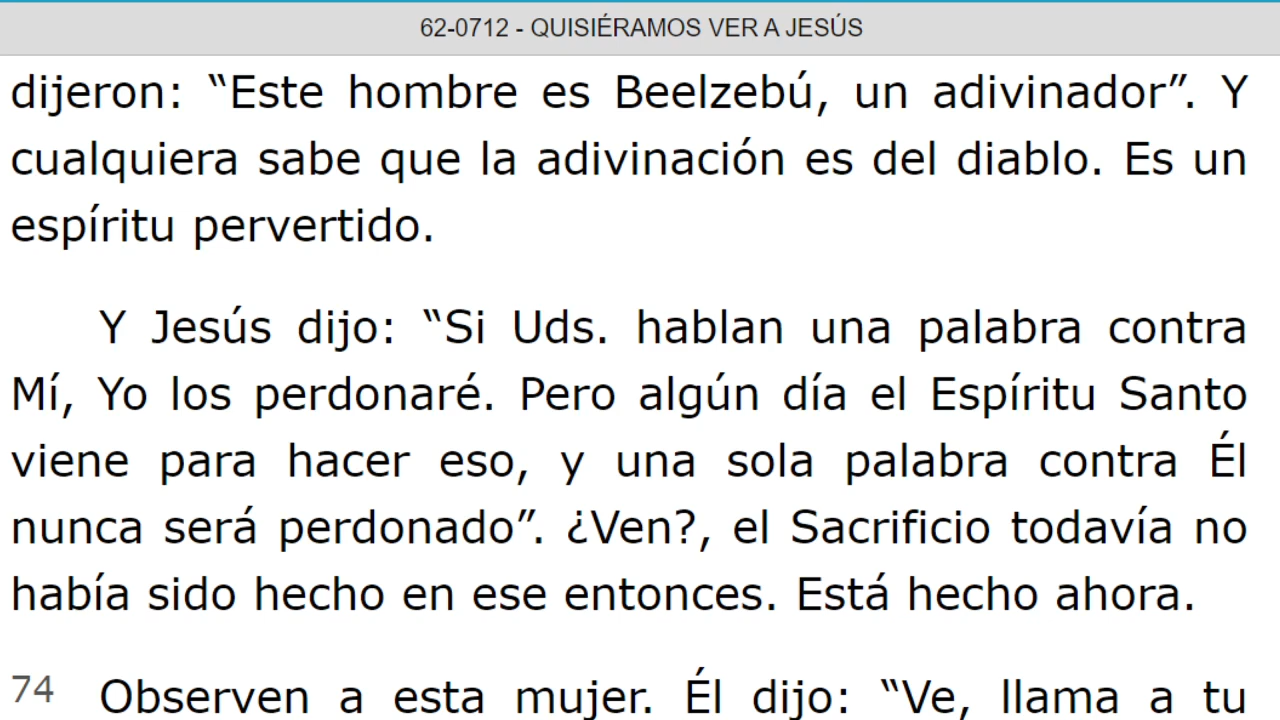 62-0712 - QUISIÉRAMOS VER A JESÚS
dijeron: “Este hombre es Beelzebú, un adivinador”. Y
cualquiera sabe que la adivinación es del diablo. Es un
espíritu pervertido.
Y Jesús dijo: “Si Uds. hablan una palabra contra
Mí, Yo los perdonaré. Pero algún día el Espíritu Santo
viene para hacer eso, y una sola palabra contra Él
nunca será perdonado”. ¿Ven?, el Sacrificio todavía no
había sido hecho en ese entonces. Está hecho ahora.
74 Observen a esta mujer. Él dijo: “Ve, llama a tu